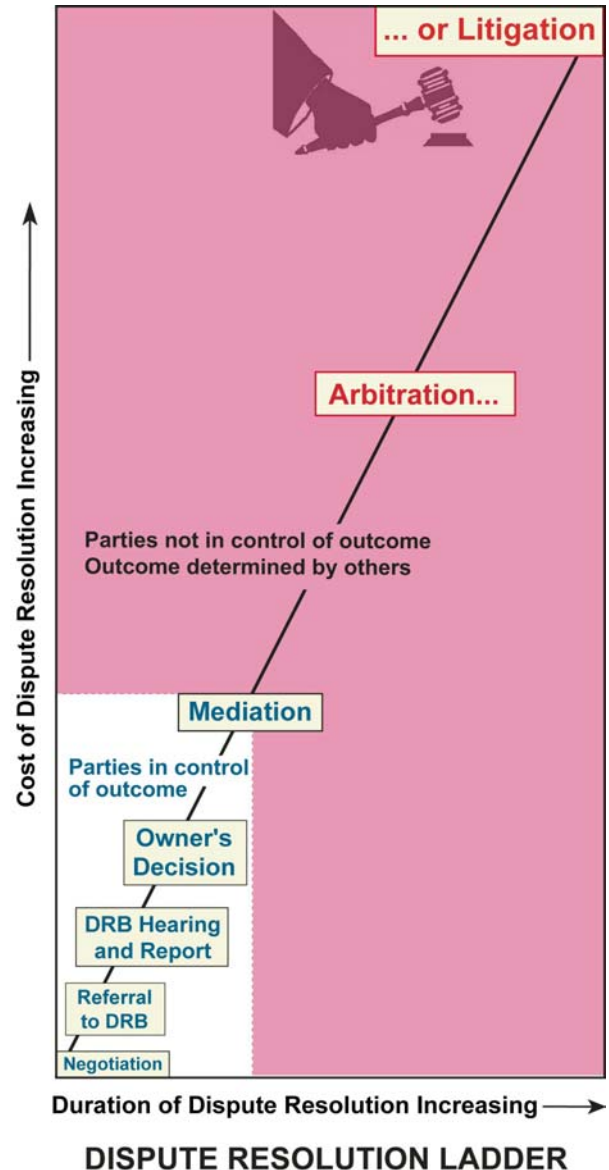 ... or Litigation
Arbitration...
Parties not in control of outcome
Outcome determined by others
Mediation
Parties in control
of outcome
Owner's
Decision
DRB Hearing
and Report
Referral
to DRB
Negotiation
Cost of Dispute Resolution Increasing
Duration of Dispute Resolution Increasing
DISPUTE RESOLUTION LADDER